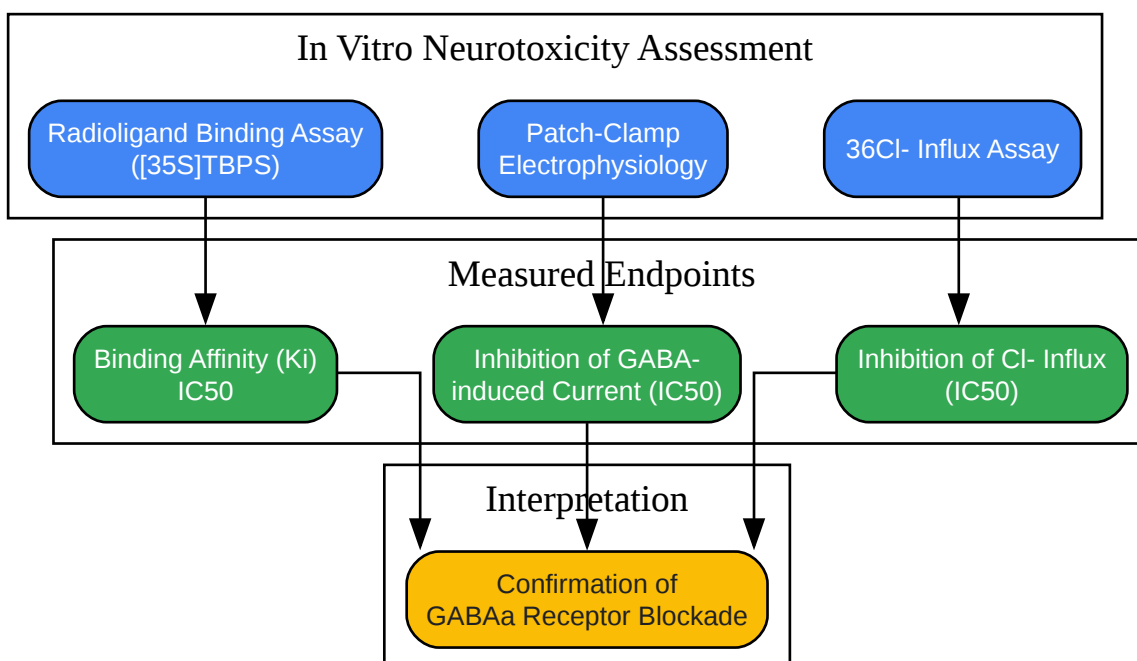 In Vitro Neurotoxicity Assessment
Radioligand Binding Assay
([35S]TBPS)
Patch-Clamp
Electrophysiology
36Cl- Influx Assay
Measured Endpoints
Binding Affinity (Ki)
IC50
Inhibition of GABA-
induced Current (IC50)
Inhibition of Cl- Influx
(IC50)
Interpretation
Confirmation of
GABAa Receptor Blockade